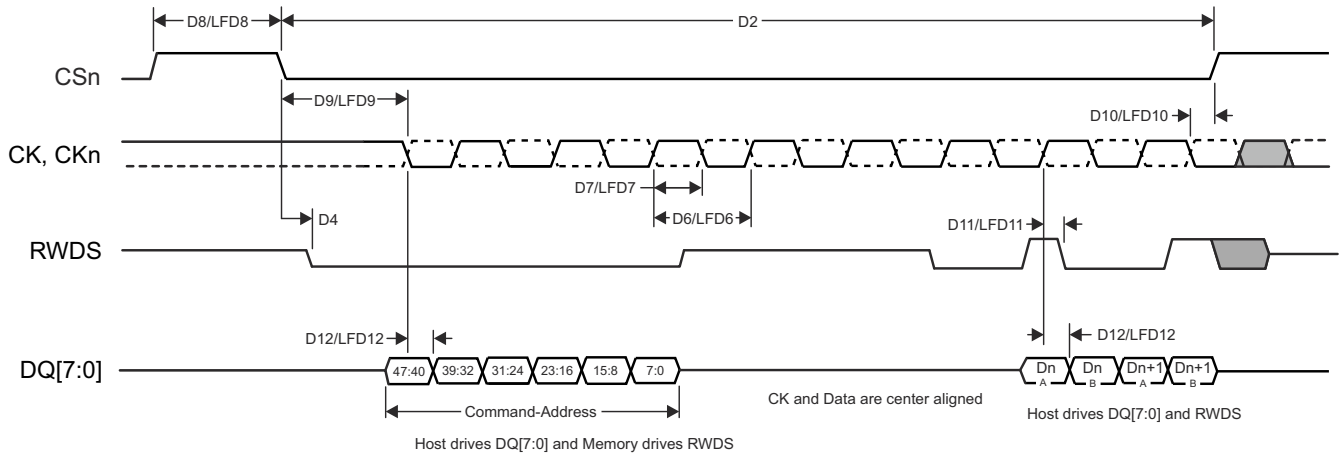 D8/LFD8
D2
CSn
D9/LFD9
D10/LFD10
CK, CKn
D7/LFD7
D4
D6/LFD6
D11/LFD11
RWDS
D12/LFD12
D12/LFD12
DQ[7:0]
47:40 39:32 31:24 23:16 15:8 7:0
Dn Dn Dn+1 Dn+1
A B A B
Command-Address
CK and Data are center aligned
Host drives DQ[7:0] and RWDS
Host drives DQ[7:0] and Memory drives RWDS